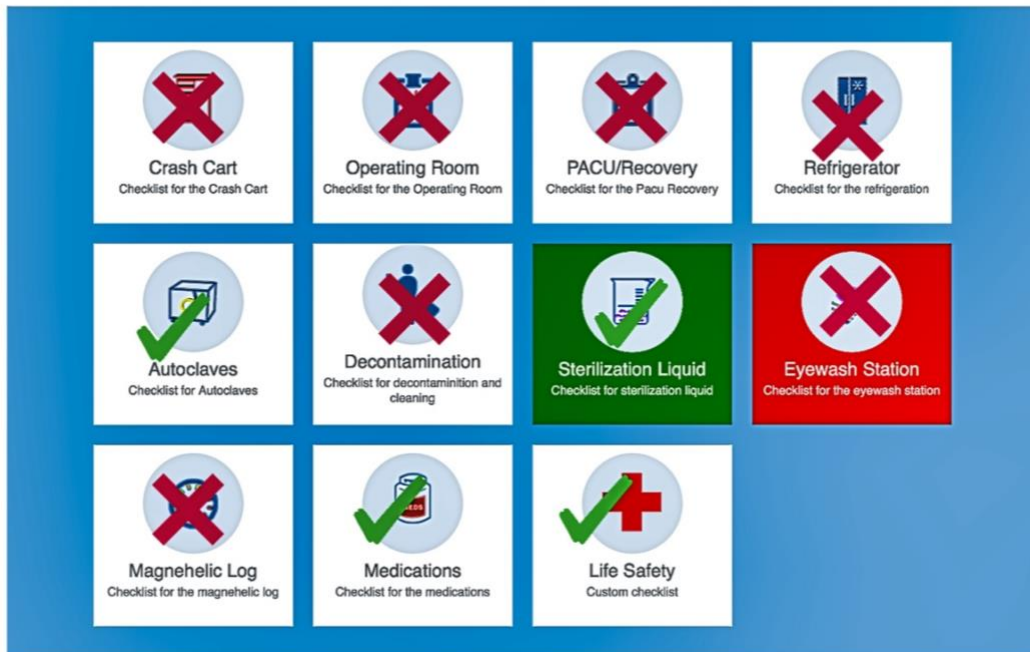 Crash Cart
Checklist for the Crash Cart
Operating Room
Checklist for the Operating Room
PACU/Recovery
Checklist for the Pacu Recovery
Refrigerator
Checklist for the refrigeration
Autoclaves
Checklist for Autoclaves
Decontamination
Checklist for decontaminition and
cleaning
Sterilization Liquid
Checklist for sterilization liquid
Eyewash Station
Checklist for the eyewash station
Magnehelic Log
Checklist for the magnehelic log
MEDS
Medications
Checklist for the medications
Life Safety
Custom checklist